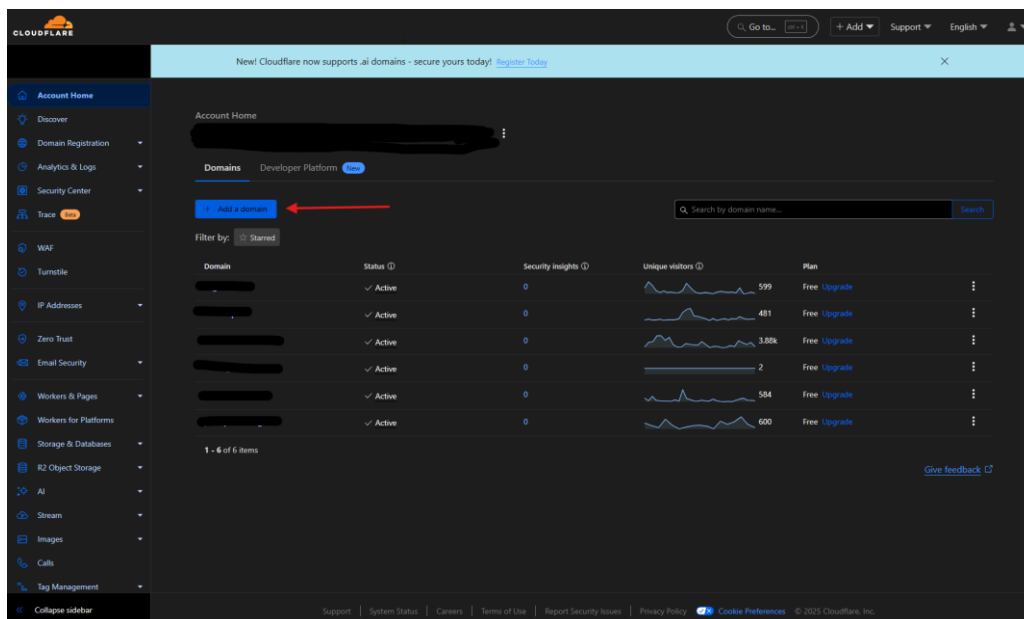 CLOUDFLARE
Go to... Ctrl + K + Add Support English
New! Cloudflare now supports .ai domains - secure yours today! Register Today
Account Home
Discover
Domain Registration
Analytics & Logs
Security Center
Trace Beta
WAF
Turnstile
IP Addresses
Zero Trust
Email Security
Workers & Pages
Workers for Platforms
Storage & Databases
R2 Object Storage
AI
Stream
Images
Calls
Tag Management
Collapse sidebar
Account Home
Domains Developer Platform New
+ Add a domain
Search by domain name... Search
Filter by: Starred
Domain Status Security insights Unique visitors Plan
Active 0 599 Free Upgrade
Active 0 481 Free Upgrade
Active 0 3.88k Free Upgrade
Active 0 2 Free Upgrade
Active 0 584 Free Upgrade
Active 0 600 Free Upgrade
1 - 6 of 6 items
Give feedback
Support | System Status | Careers | Terms of Use | Report Security Issues | Privacy Policy Cookie Preferences © 2025 Cloudflare, Inc.